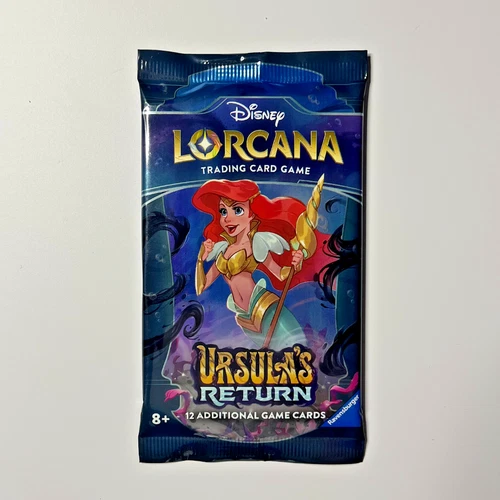 Disney
LORCANA
TRADING CARD GAME
URSULA'S
RETURN
12 ADDITIONAL GAME CARDS
8+
Ravensburger